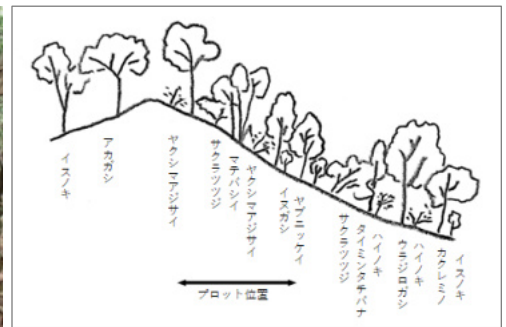 イスノキ
アカガシ
ヤクシマアジサイ
サクラツツジ
マテバシイ
ヤクシマアジサイ
イスガシ
ヤブニッケイ
サクラツツジ
タイミンタチバナ
ハイノキ
ウラジロガシ
ハイノキ
カクレミノ
イスノキ
プロット位置